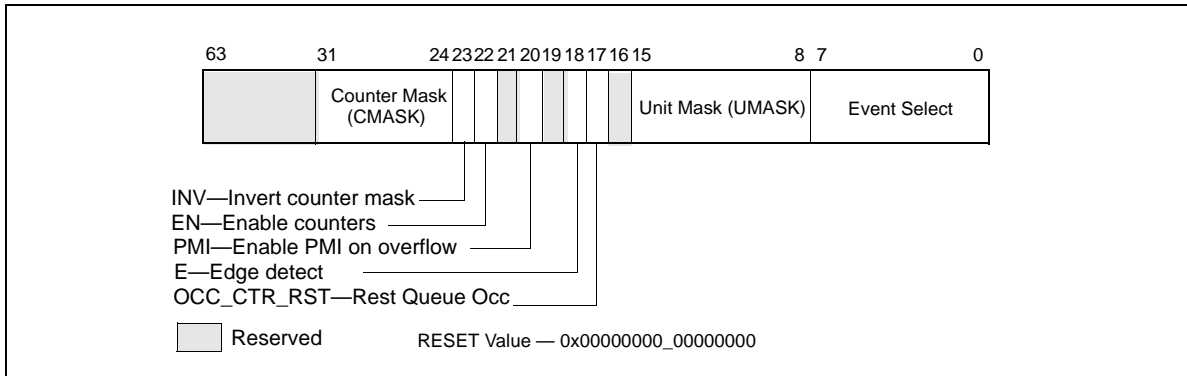 63 31 24 23 22 21 20 19 18 17 16 15 8 7 0
Counter Mask
(CMASK)
Unit Mask (UMASK)
Event Select
INV—Invert counter mask
EN—Enable counters
PMI—Enable PMI on overflow
E—Edge detect
OCC_CTR_RST—Rest Queue Occ
Reserved
RESET Value — 0x00000000_00000000